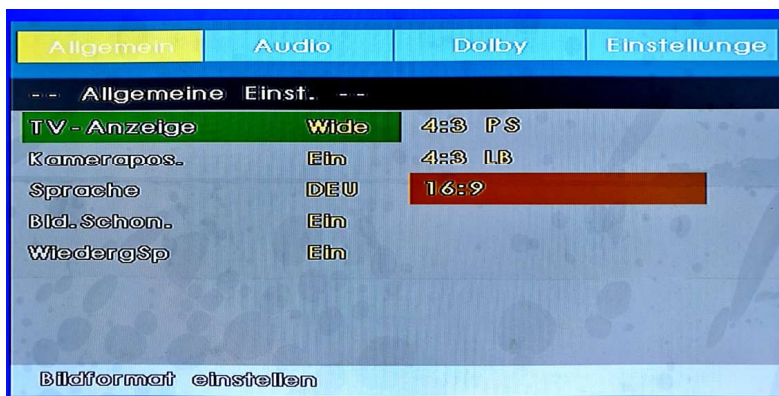 Allgemein Audio Dolby Einstellunge
-- Allgemeine Einst. --
TV-Anzeige Wide 4:3 PS
Kamerapos. Ein 4:3 LB
Sprache DEU 16:9
Bld.Schon. Ein
WiedergSp Ein
Bildformat einstellen